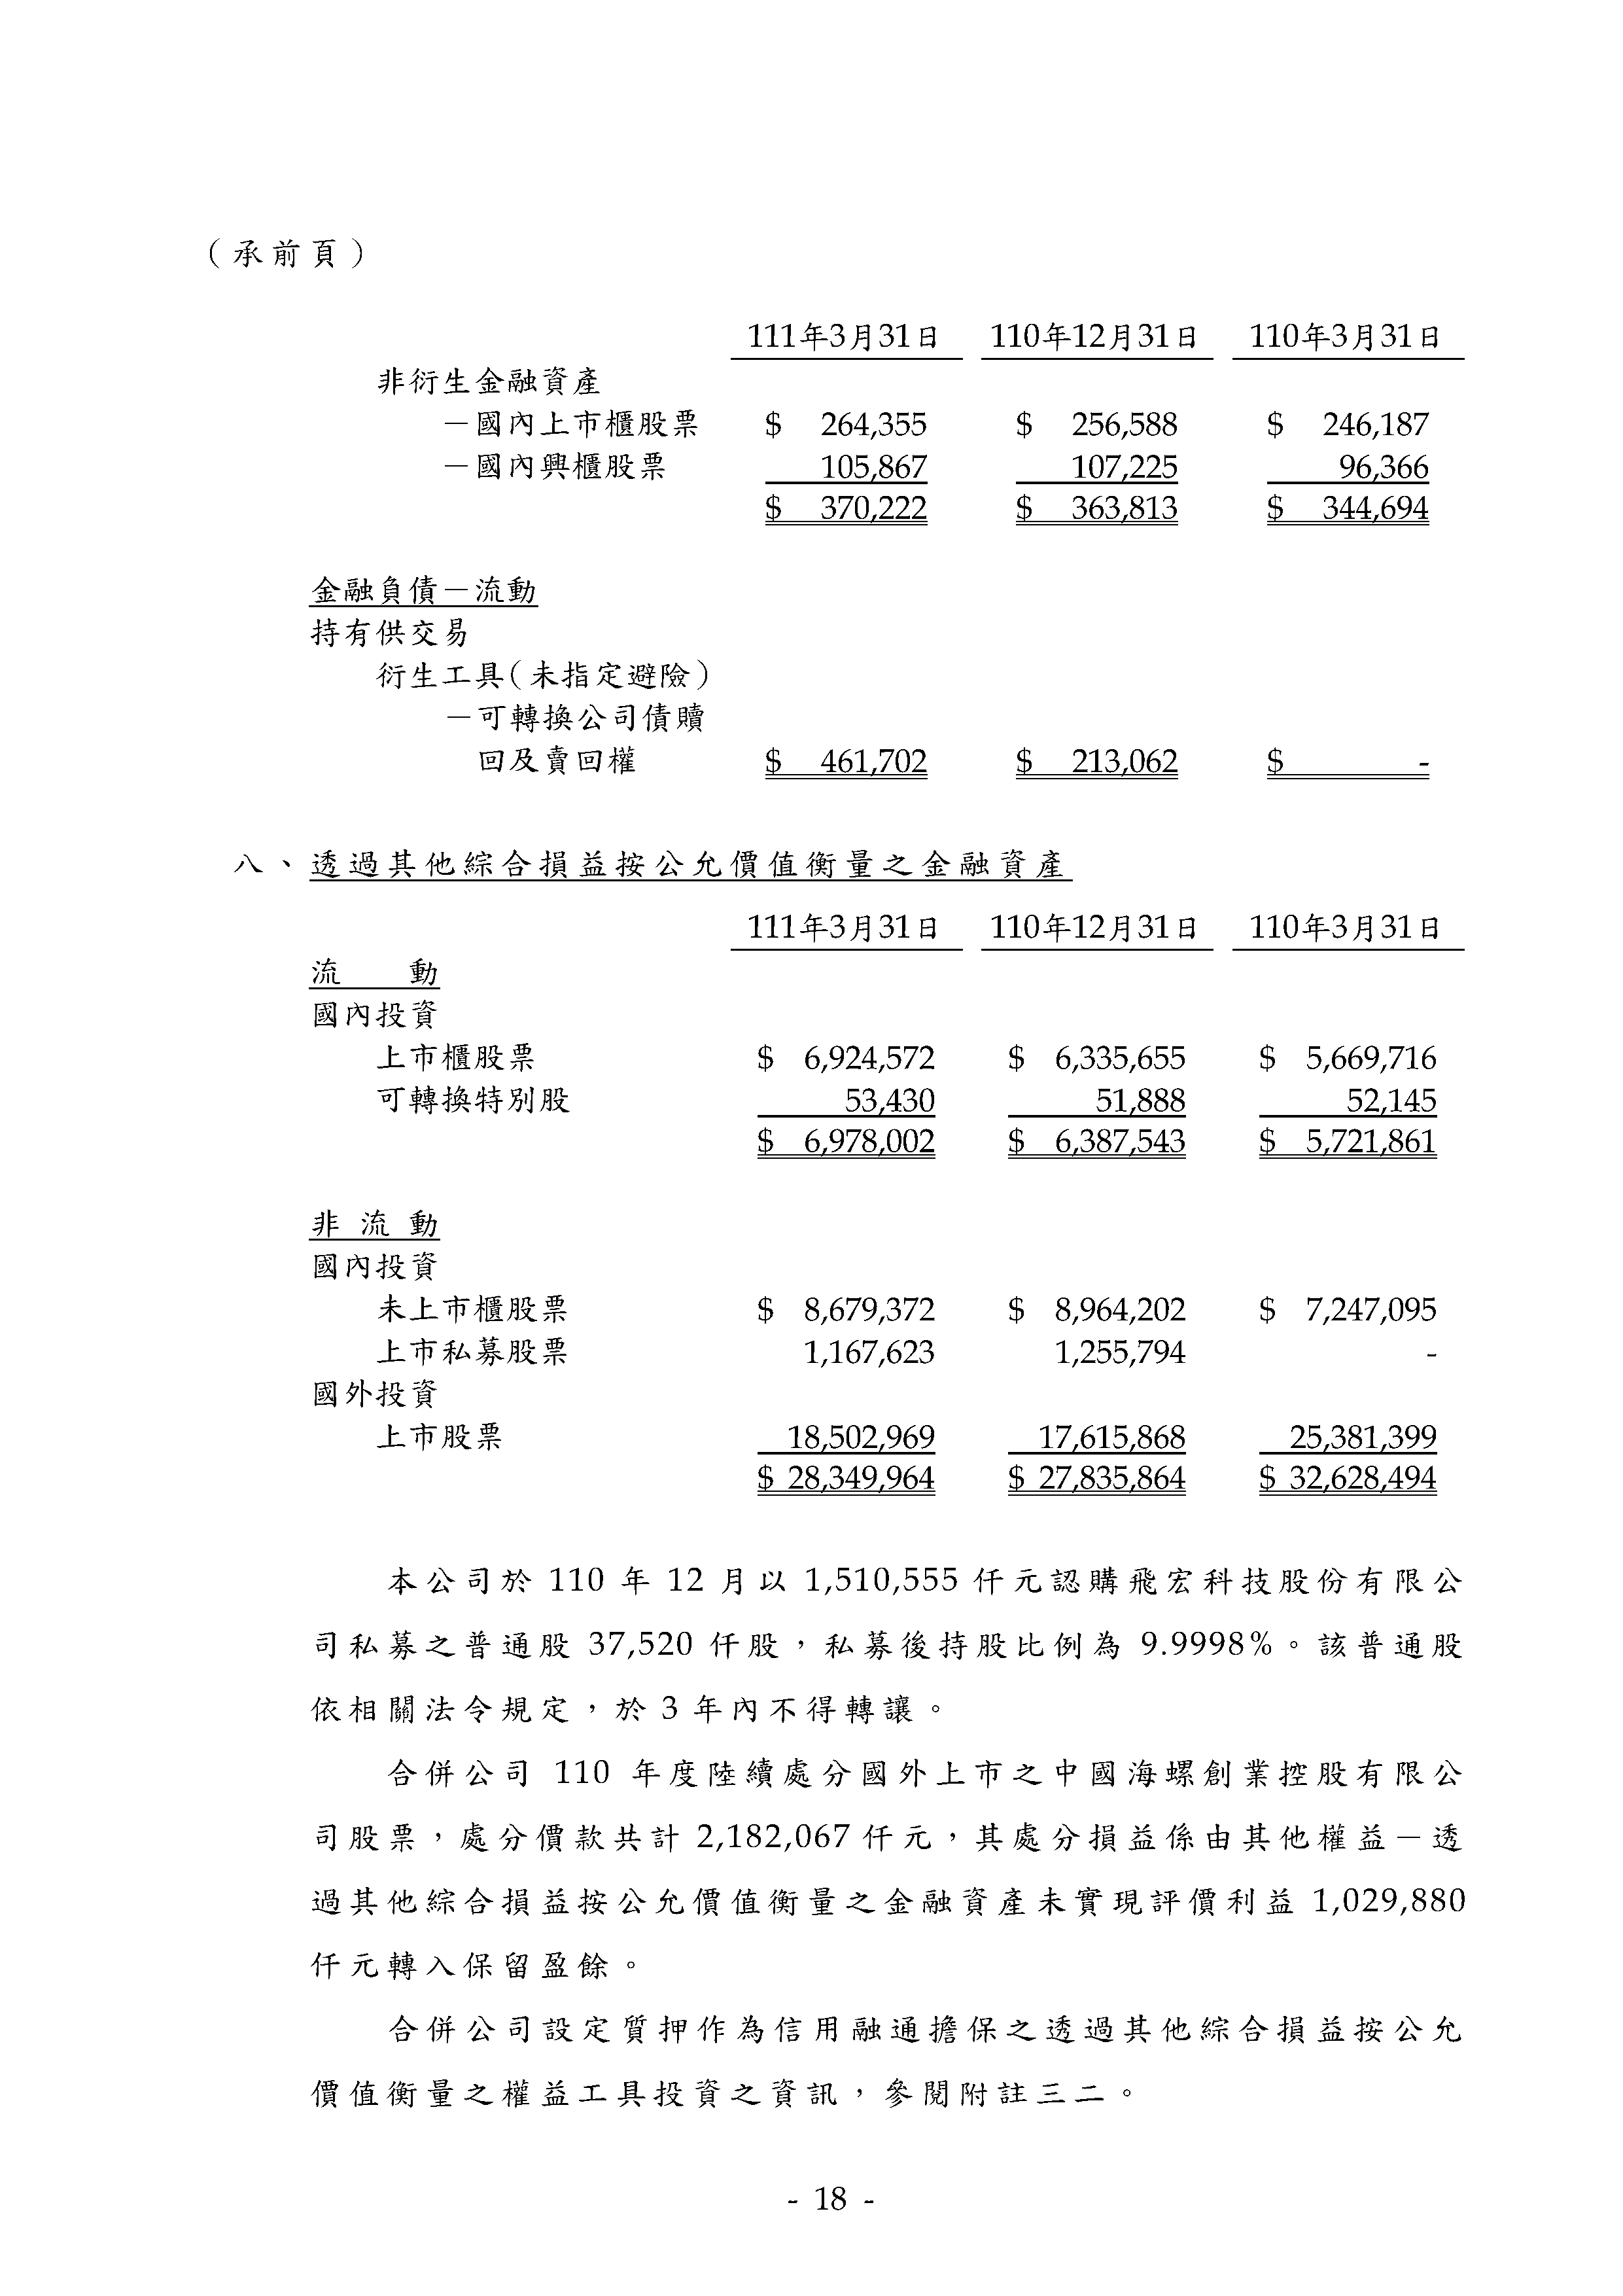 （承前頁）
111年3月31日 110年12月31日 110年3月31日
非衍生金融資產
－國內上市櫃股票 $ 264,355 $ 256,588 $ 246,187
－國內興櫃股票 105,867 107,225 96,366
$ 370,222 $ 363,813 $ 344,694
金融負債－流動
持有供交易
衍生工具（未指定避險）
－可轉換公司債贖
回及賣回權 $ 461,702 $ 213,062 $ -
八、透過其他綜合損益按公允價值衡量之金融資產
111年3月31日 110年12月31日 110年3月31日
流 動
國內投資
上市櫃股票 $ 6,924,572 $ 6,335,655 $ 5,669,716
可轉換特別股 53,430 51,888 52,145
$ 6,978,002 $ 6,387,543 $ 5,721,861
非 流 動
國內投資
未上市櫃股票 $ 8,679,372 $ 8,964,202 $ 7,247,095
上市私募股票 1,167,623 1,255,794 -
國外投資
上市股票 18,502,969 17,615,868 25,381,399
$ 28,349,964 $ 27,835,864 $ 32,628,494
本公司於 110 年 12 月以 1,510,555 仟元認購飛宏科技股份有限公
司私募之普通股 37,520 仟股，私募後持股比例為 9.9998%。該普通股
依相關法令規定，於 3 年內不得轉讓。
合併公司 110 年度陸續處分國外上市之中國海螺創業控股有限公
司股票，處分價款共計 2,182,067 仟元，其處分損益係由其他權益－透
過其他綜合損益按公允價值衡量之金融資產未實現評價利益 1,029,880
仟元轉入保留盈餘。
合併公司設定質押作為信用融通擔保之透過其他綜合損益按公允
價值衡量之權益工具投資之資訊，參閱附註三二。
- 18 -